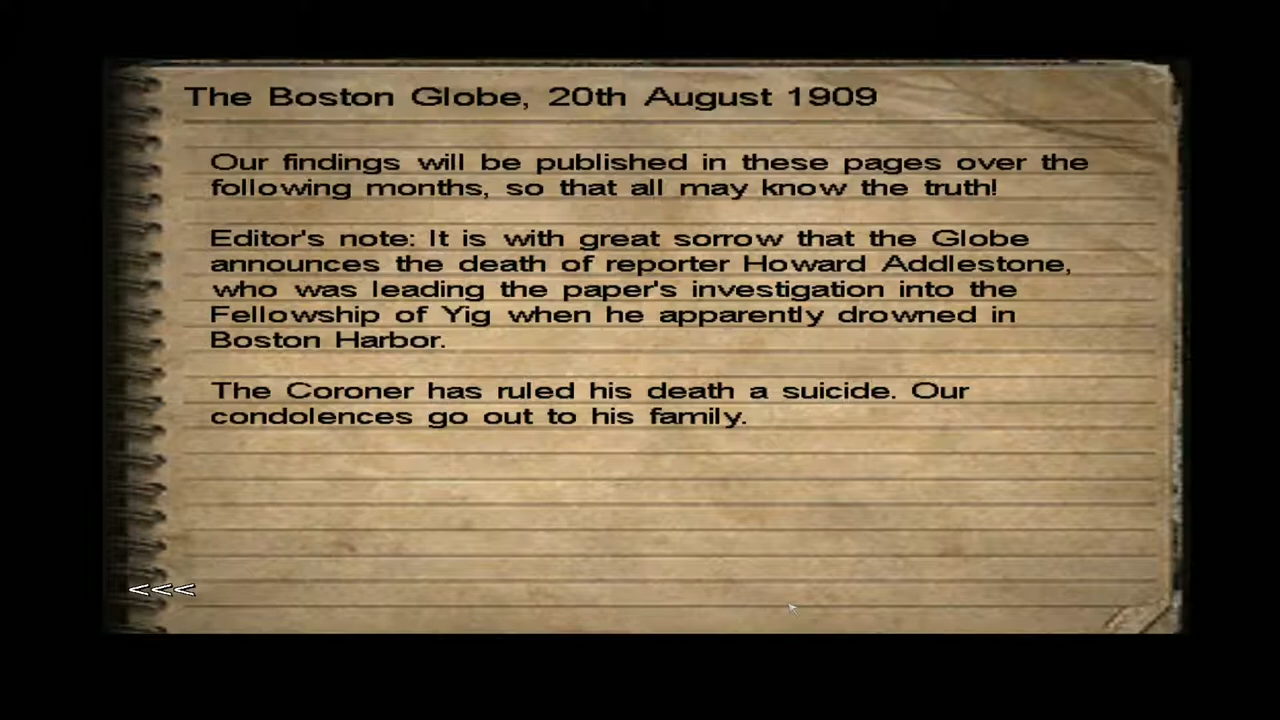 The Boston Globe, 20th August 1909
Our findings will be published in these pages over the
following months, so that all may know the truth!
Editor's note: It is with great sorrow that the Globe
announces the death of reporter Howard Addlestone,
who was leading the paper's investigation into the
Fellowship of Yig when he apparently drowned in
Boston Harbor.
The Coroner has ruled his death a suicide. Our
condolences go out to his family.
<<<